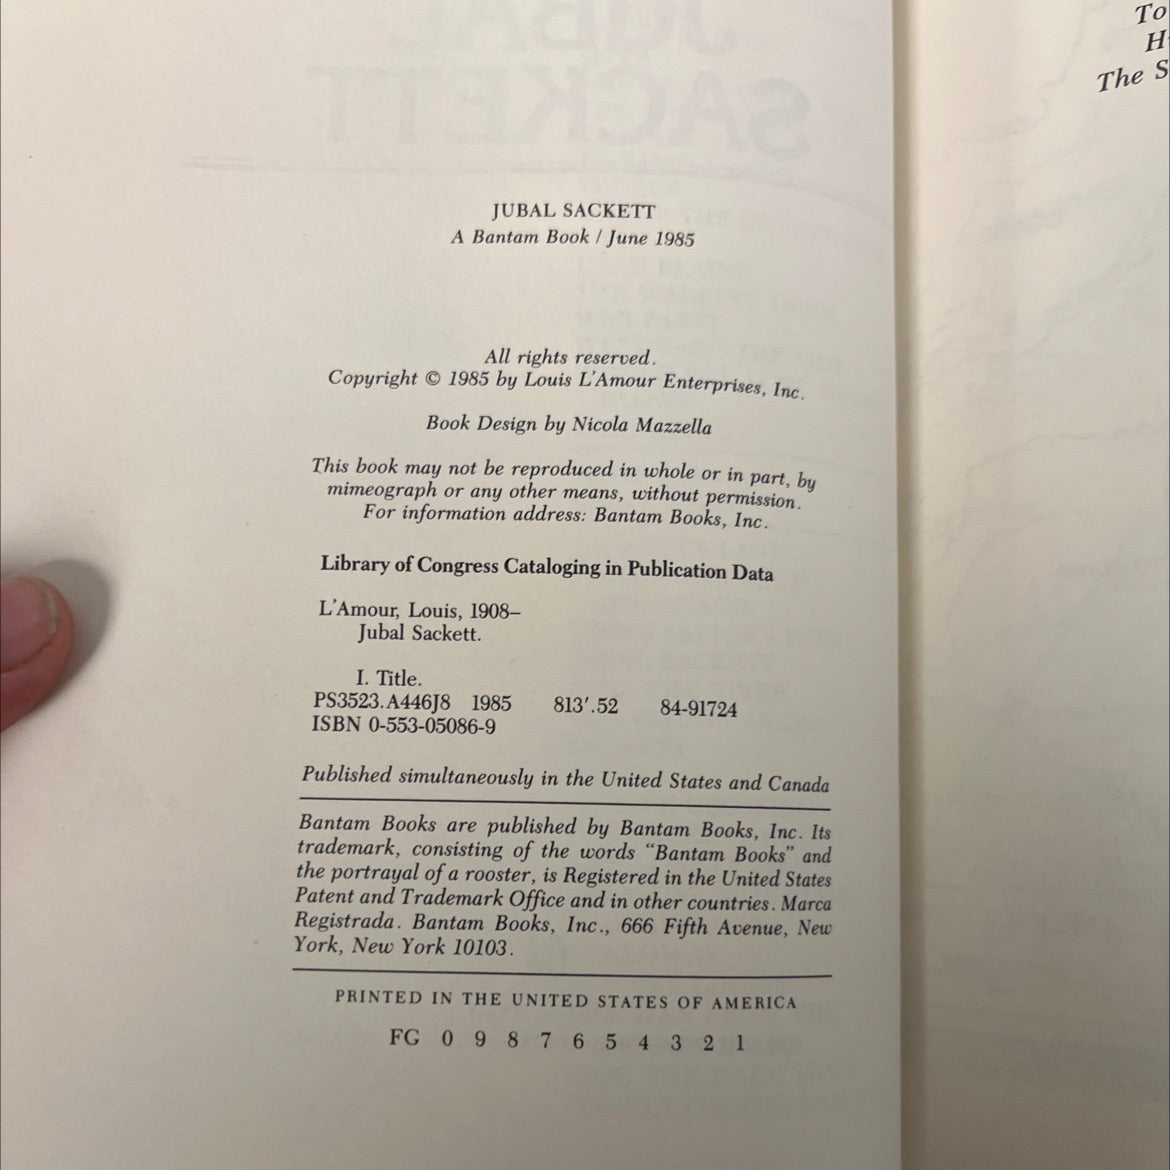 JUBAL SACKETT
A Bantam Book / June 1985
All rights reserved.
Copyright © 1985 by Louis L'Amour Enterprises, Inc.
Book Design by Nicola Mazzella
This book may not be reproduced in whole or in part, by
mimeograph or any other means, without permission.
For information address: Bantam Books, Inc.
Library of Congress Cataloging in Publication Data
L'Amour, Louis, 1908–
Jubal Sackett.
I. Title.
PS3523.A446J8 1985 813′.52 84-91724
ISBN 0-553-05086-9
Published simultaneously in the United States and Canada
Bantam Books are published by Bantam Books, Inc. Its
trademark, consisting of the words “Bantam Books” and
the portrayal of a rooster, is Registered in the United States
Patent and Trademark Office and in other countries. Marca
Registrada. Bantam Books, Inc., 666 Fifth Avenue, New
York, New York 10103.
PRINTED IN THE UNITED STATES OF AMERICA
FG 0 9 8 7 6 5 4 3 2 1
To
H
The S